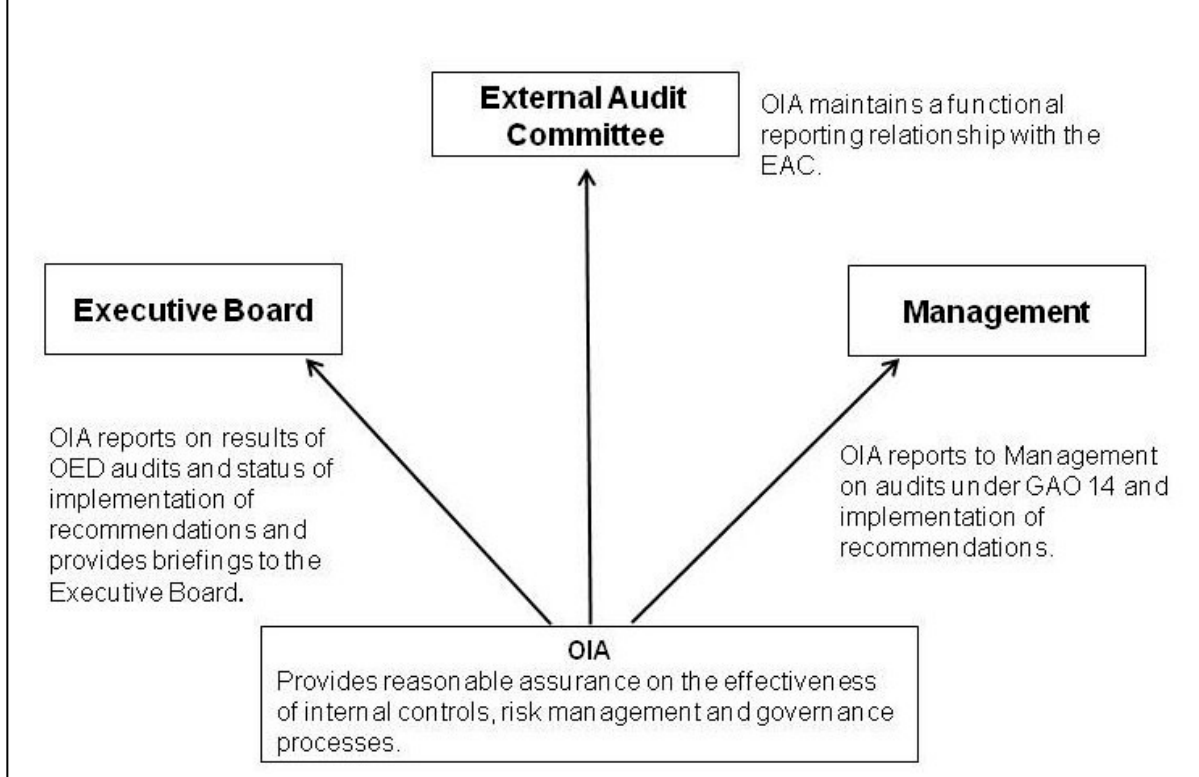 External Audit
Committee
OIA maintains a functional
reporting relationship with the
EAC.
Executive Board
Management
OIA reports on results of
OED audits and status of
implementation of
recommendations and
provides briefings to the
Executive Board.
OIA reports to Management
on audits under GAO 14 and
implementation of
recommendations.
OIA
Provides reasonable assurance on the effectiveness
of internal controls, risk management and governance
processes.